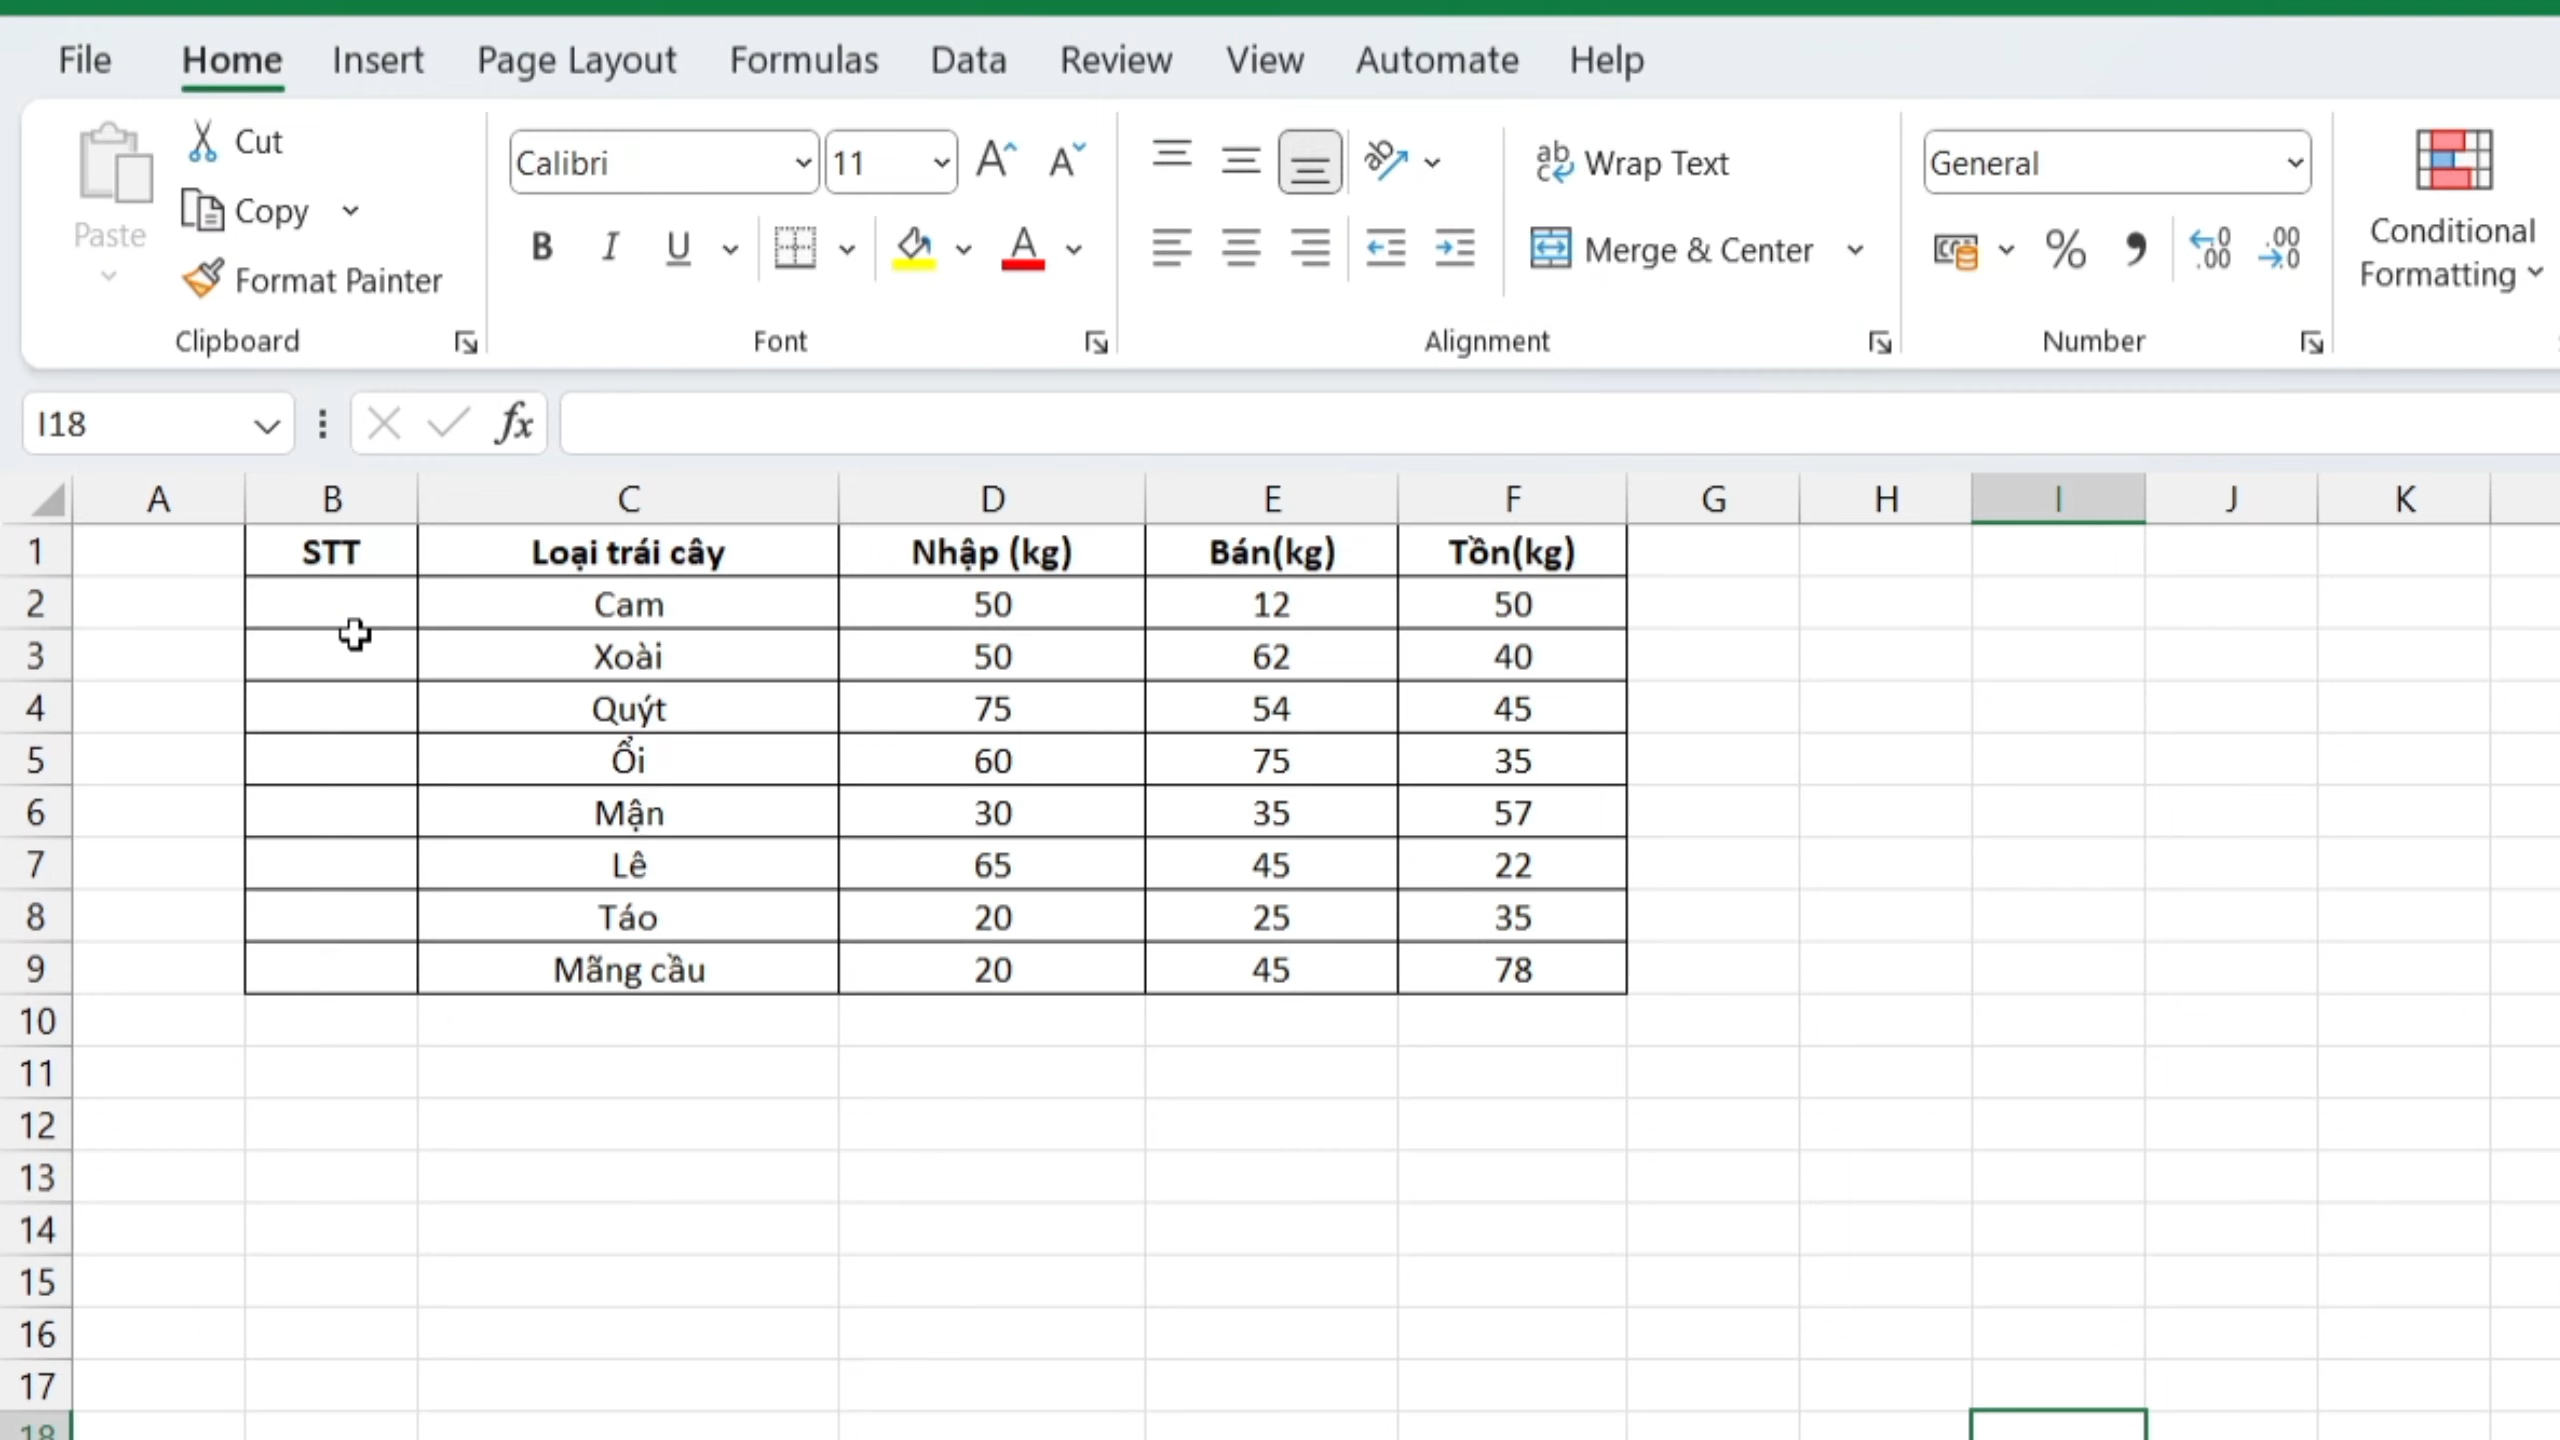 File Home Insert Page Layout Formulas Data Review View Automate Help
Paste
Cut
Copy
Format Painter
Clipboard
Calibri 11
B I U
Font
Wrap Text
Merge & Center
Alignment
General
Number
Conditional
Formatting
I18 fx
A B C D E F G H I J K
1 STT Loại trái cây Nhập (kg) Bán(kg) Tồn(kg)
2 Cam 50 12 50
3 Xoài 50 62 40
4 Quýt 75 54 45
5 Ổi 60 75 35
6 Mận 30 35 57
7 Lê 65 45 22
8 Táo 20 25 35
9 Mãng cầu 20 45 78
10
11
12
13
14
15
16
17
18